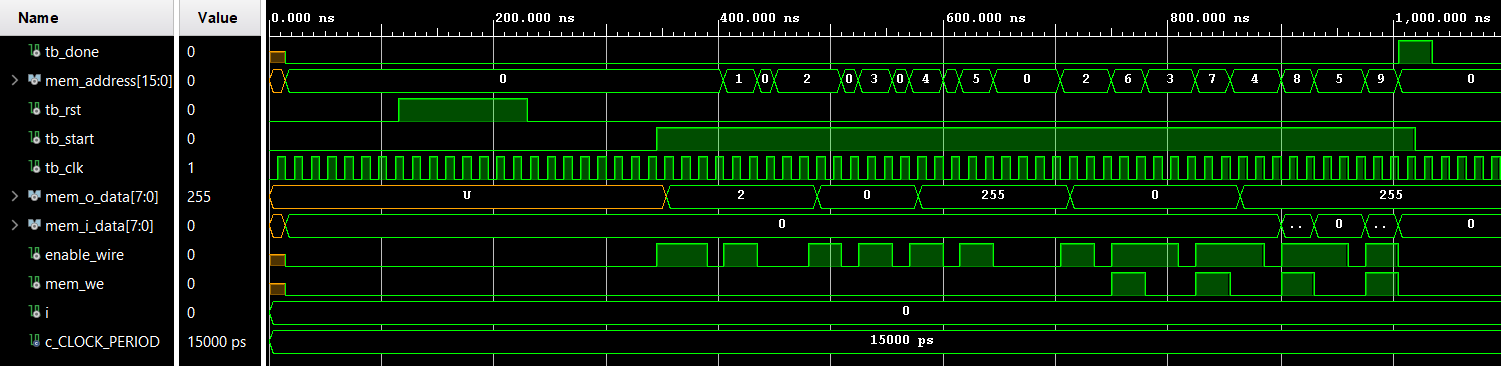 Name Value 0.000 ns 200.000 ns 400.000 ns 600.000 ns 800.000 ns 1,000.000 ns
tb_done 0
mem_address[15:0] 0 0 1 0 2 0 3 0 4 5 0 2 6 3 7 4 8 5 9 0
tb_rst 0
tb_start 0
tb_clk 1
mem_o_data[7:0] 255 U 2 0 255 0 255
mem_i_data[7:0] 0 0 .. 0 .. 0
enable_wire 0
mem_we 0
i 0 0
c_CLOCK_PERIOD 15000 ps 15000 ps